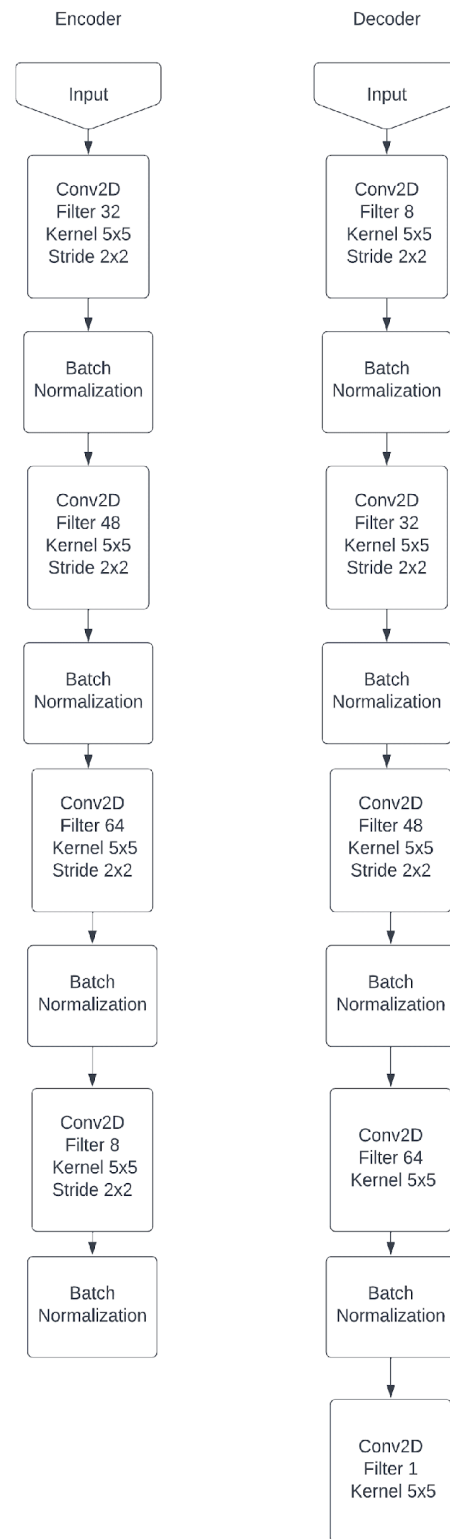 Encoder
Input
Conv2D
Filter 32
Kernel 5x5
Stride 2x2
Batch
Normalization
Conv2D
Filter 48
Kernel 5x5
Stride 2x2
Batch
Normalization
Conv2D
Filter 64
Kernel 5x5
Stride 2x2
Batch
Normalization
Conv2D
Filter 8
Kernel 5x5
Stride 2x2
Batch
Normalization
Decoder
Input
Conv2D
Filter 8
Kernel 5x5
Stride 2x2
Batch
Normalization
Conv2D
Filter 32
Kernel 5x5
Stride 2x2
Batch
Normalization
Conv2D
Filter 48
Kernel 5x5
Stride 2x2
Batch
Normalization
Conv2D
Filter 64
Kernel 5x5
Batch
Normalization
Conv2D
Filter 1
Kernel 5x5